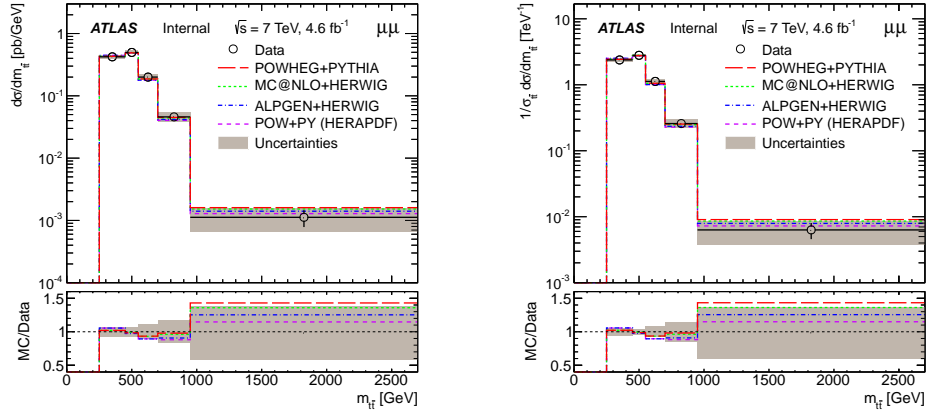 ATLAS Internal √s = 7 TeV, 4.6 fb⁻¹ μμ
dσ/dm_tt̄ [pb/GeV]
Data
POWHEG+PYTHIA
MC@NLO+HERWIG
ALPGEN+HERWIG
POW+PY (HERAPDF)
Uncertainties
1
10⁻¹
10⁻²
10⁻³
10⁻⁴
MC/Data
1.5
1
0.5
0 500 1000 1500 2000 2500
m_tt̄ [GeV]
ATLAS Internal √s = 7 TeV, 4.6 fb⁻¹ μμ
1/σ_tt̄ dσ/dm_tt̄ [TeV⁻¹]
Data
POWHEG+PYTHIA
MC@NLO+HERWIG
ALPGEN+HERWIG
POW+PY (HERAPDF)
Uncertainties
10
1
10⁻¹
10⁻²
10⁻³
MC/Data
1.5
1
0.5
0 500 1000 1500 2000 2500
m_tt̄ [GeV]